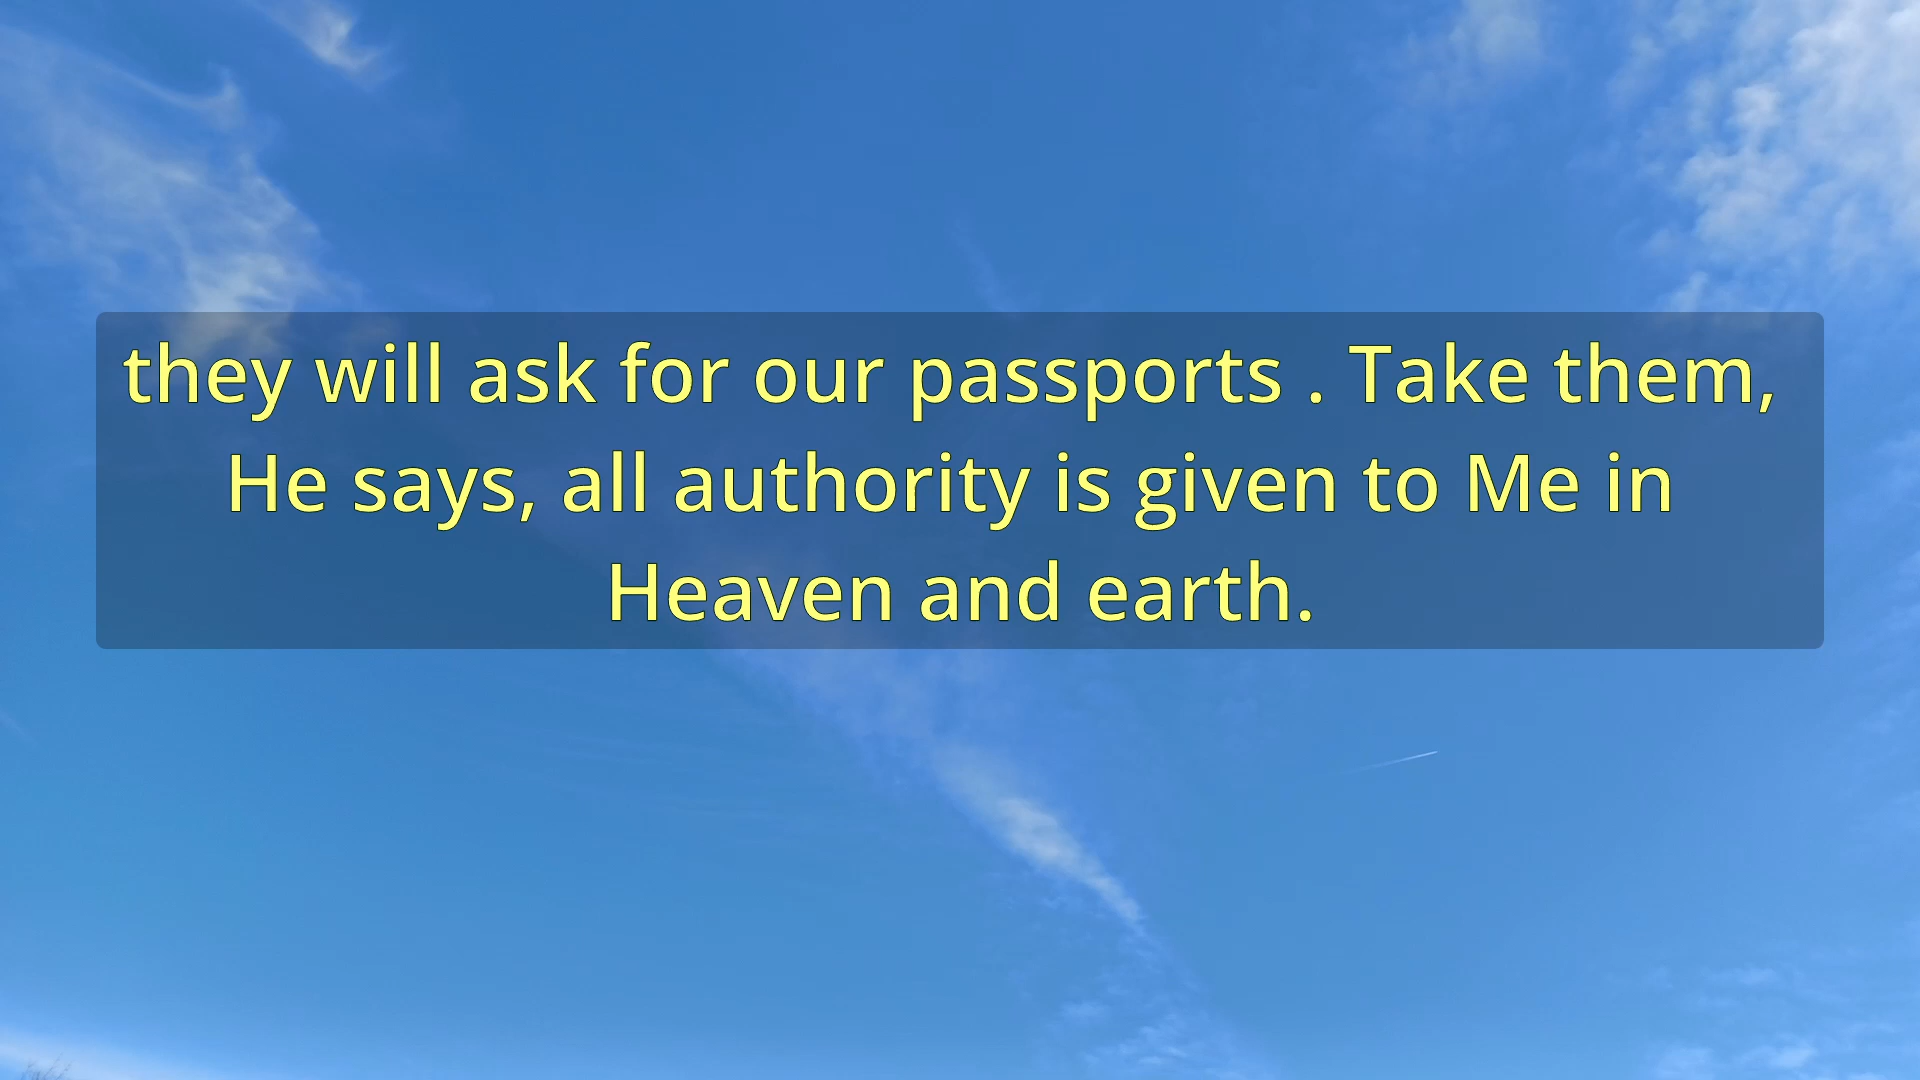 they will ask for our passports . Take them,
He says, all authority is given to Me in
Heaven and earth.